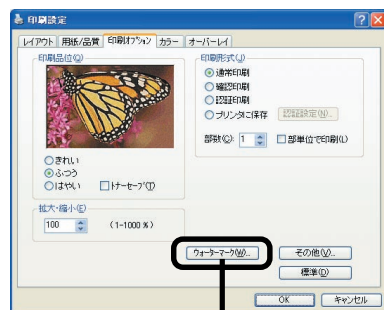 印刷設定
レイアウト 用紙/品質 印刷オプション カラー オーバーレイ
印刷品位(Q)
きれい
ふつう
はやい トナーセーブ(T)
拡大・縮小(E)
100 (1-1000 %)
印刷形式(J)
通常印刷
確認印刷
認証印刷
プリンタに保存 認証設定(N)...
部数(C): 1 部単位で印刷(L)
ウォーターマーク(W)... その他(V)...
標準(D)
OK キャンセル